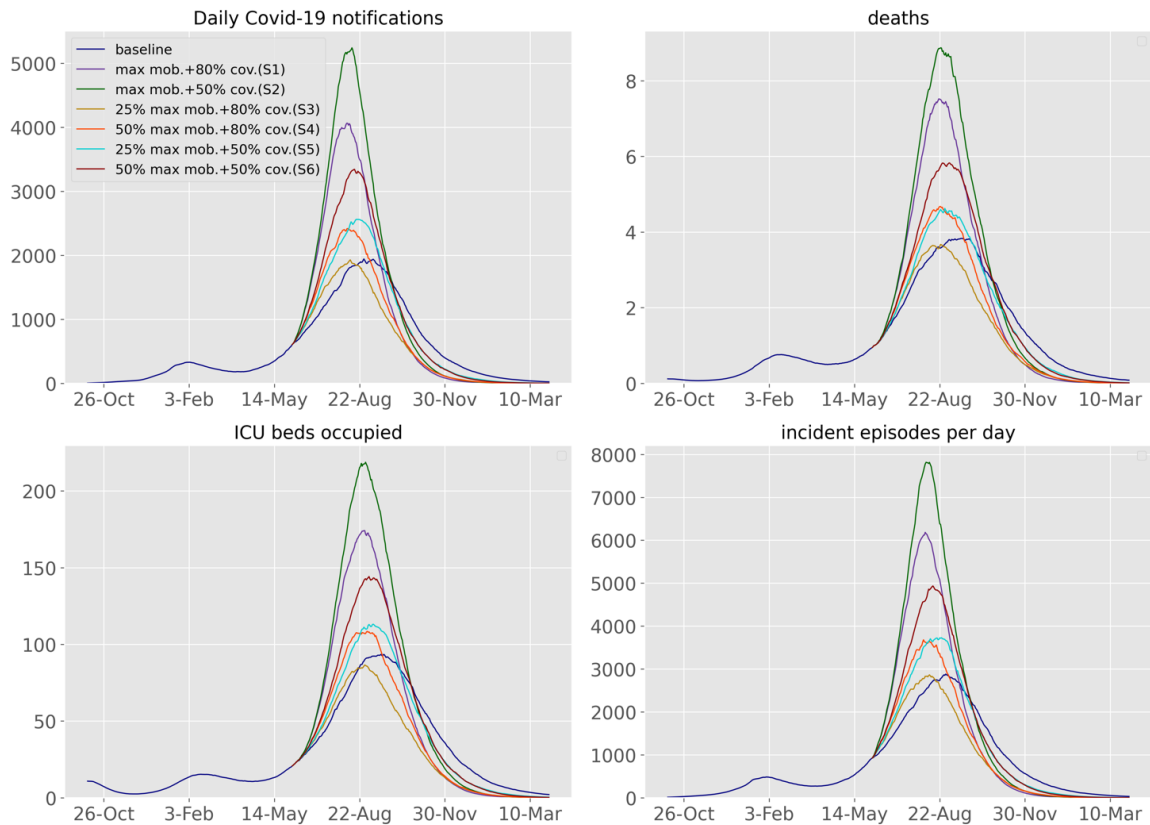 Daily Covid-19 notifications
5000
4000
3000
2000
1000
0
baseline
max mob.+80% cov.(S1)
max mob.+50% cov.(S2)
25% max mob.+80% cov.(S3)
50% max mob.+80% cov.(S4)
25% max mob.+50% cov.(S5)
50% max mob.+50% cov.(S6)
26-Oct 3-Feb 14-May 22-Aug 30-Nov 10-Mar
deaths
8
6
4
2
0
26-Oct 3-Feb 14-May 22-Aug 30-Nov 10-Mar
ICU beds occupied
200
150
100
50
0
26-Oct 3-Feb 14-May 22-Aug 30-Nov 10-Mar
incident episodes per day
8000
7000
6000
5000
4000
3000
2000
1000
0
26-Oct 3-Feb 14-May 22-Aug 30-Nov 10-Mar